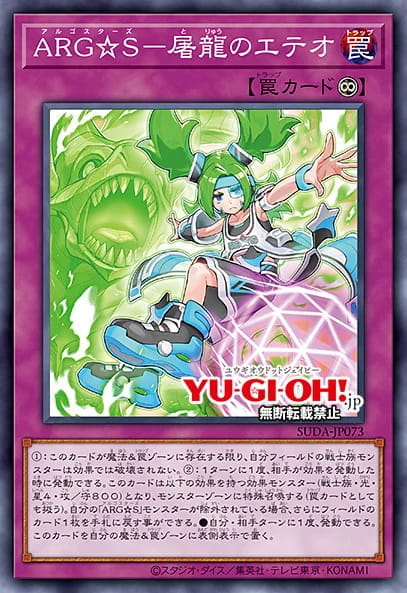 アルゴスターズ とりゅう
ARG☆S－屠龍のエテオ
トラップ
罠
トラップ
【罠カード】
ユウギオウドットジェイピー
YU-GI-OH!.jp
無断転載禁止
SUDA-JP073
①:このカードが魔法&罠ゾーンに存在する限り、自分フィールドの戦士族モン
スターは効果では破壊されない。②:1ターンに1度、相手が効果を発動した
時に発動できる。このカードは以下の効果を持つ効果モンスター(戦士族・光・
星4・攻/守800)となり、モンスターゾーンに特殊召喚する(罠カードとして
も扱う)。自分の「ARG☆S」モンスターが除外されている場合、さらにフィールドの
カード1枚を手札に戻す事ができる。●自分・相手ターンに1度、発動できる。
このカードを自分の魔法&罠ゾーンに表側表示で置く。
©スタジオ・ダイス/集英社・テレビ東京・KONAMI